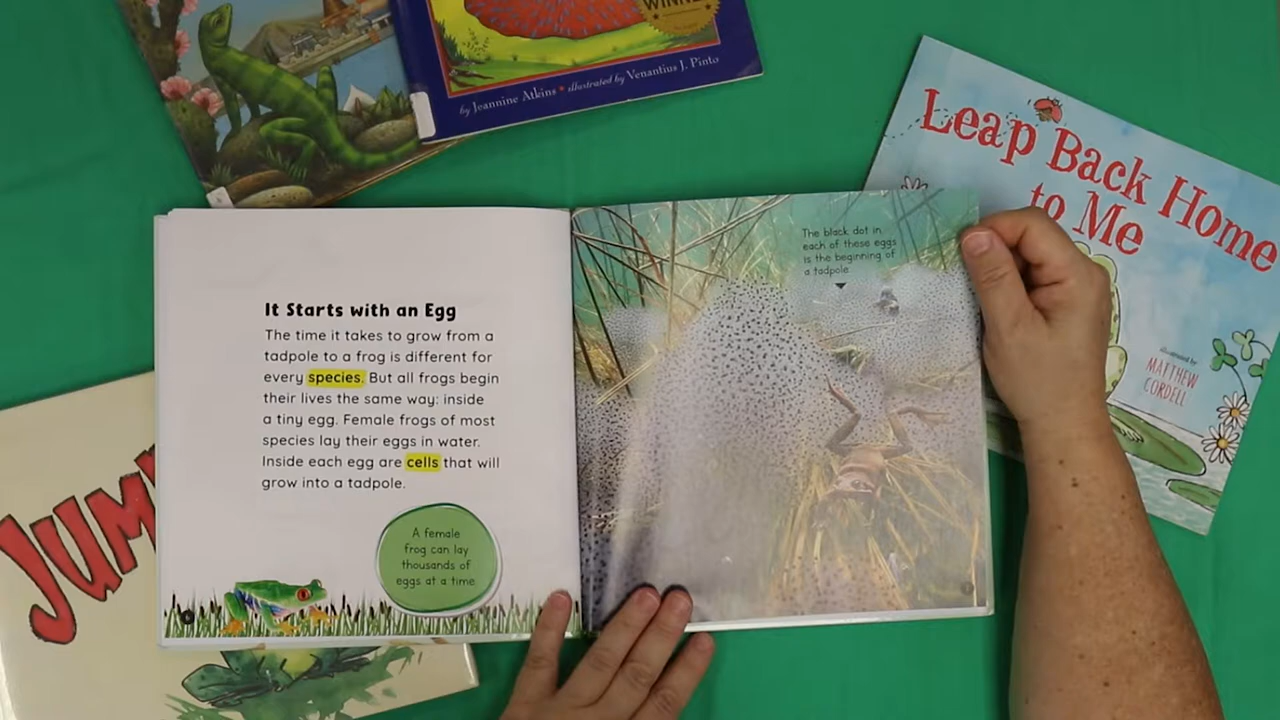 WINNE
by Jeannine Atkins • illustrated by Venantius J. Pinto
Leap Back Home
to Me
illustrated by
MATTHEW
CORDELL
It Starts with an Egg
The time it takes to grow from a
tadpole to a frog is different for
every species. But all frogs begin
their lives the same way: inside
a tiny egg. Female frogs of most
species lay their eggs in water.
Inside each egg are cells that will
grow into a tadpole.
A female
frog can lay
thousands of
eggs at a time.
The black dot in
each of these eggs
is the beginning of
a tadpole.
JUM